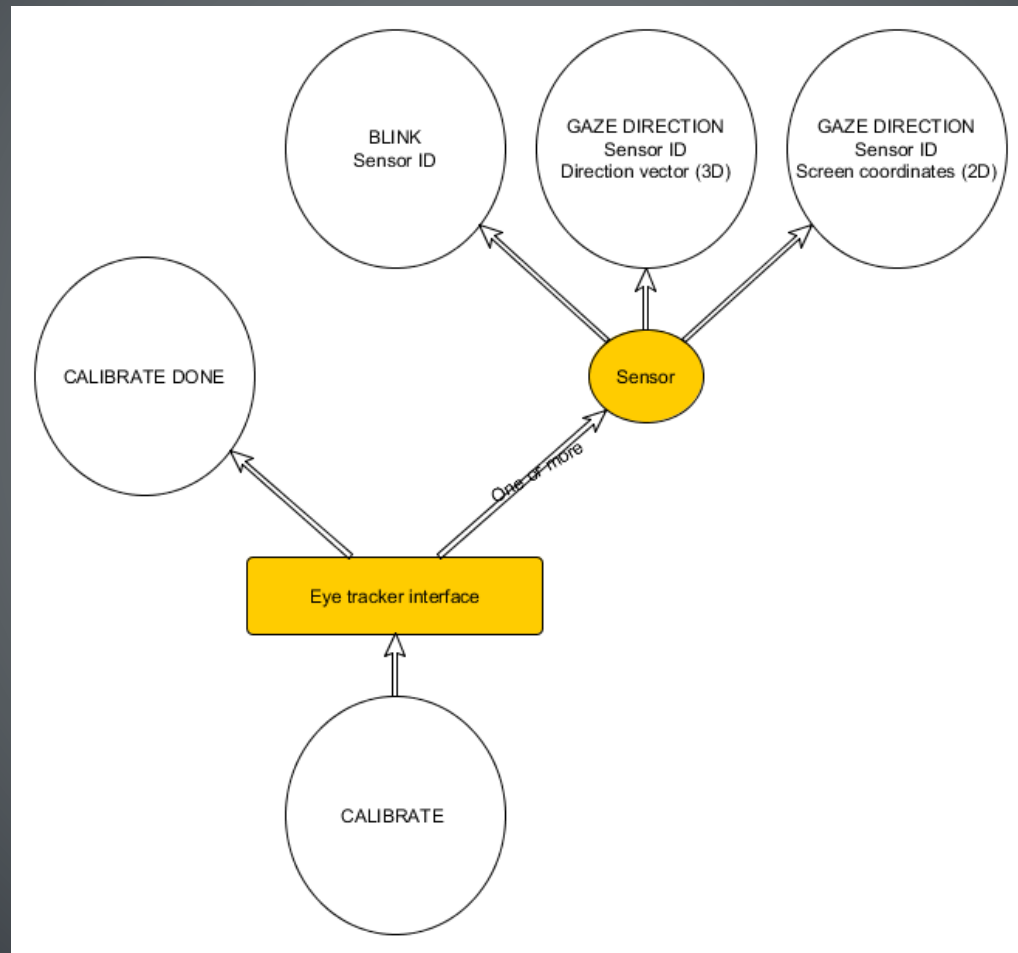 BLINK
Sensor ID
GAZE DIRECTION
Sensor ID
Direction vector (3D)
GAZE DIRECTION
Sensor ID
Screen coordinates (2D)
CALIBRATE DONE
Sensor
One or more
Eye tracker interface
CALIBRATE